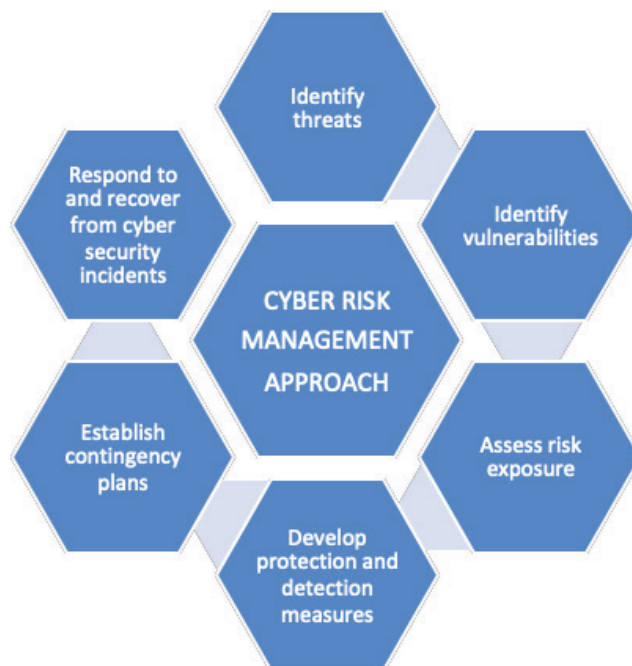 Identify
threats
Identify
vulnerabilities
Assess risk
exposure
Develop
protection and
detection
measures
Establish
contingency
plans
Respond to
and recover
from cyber
security
incidents
CYBER RISK
MANAGEMENT
APPROACH